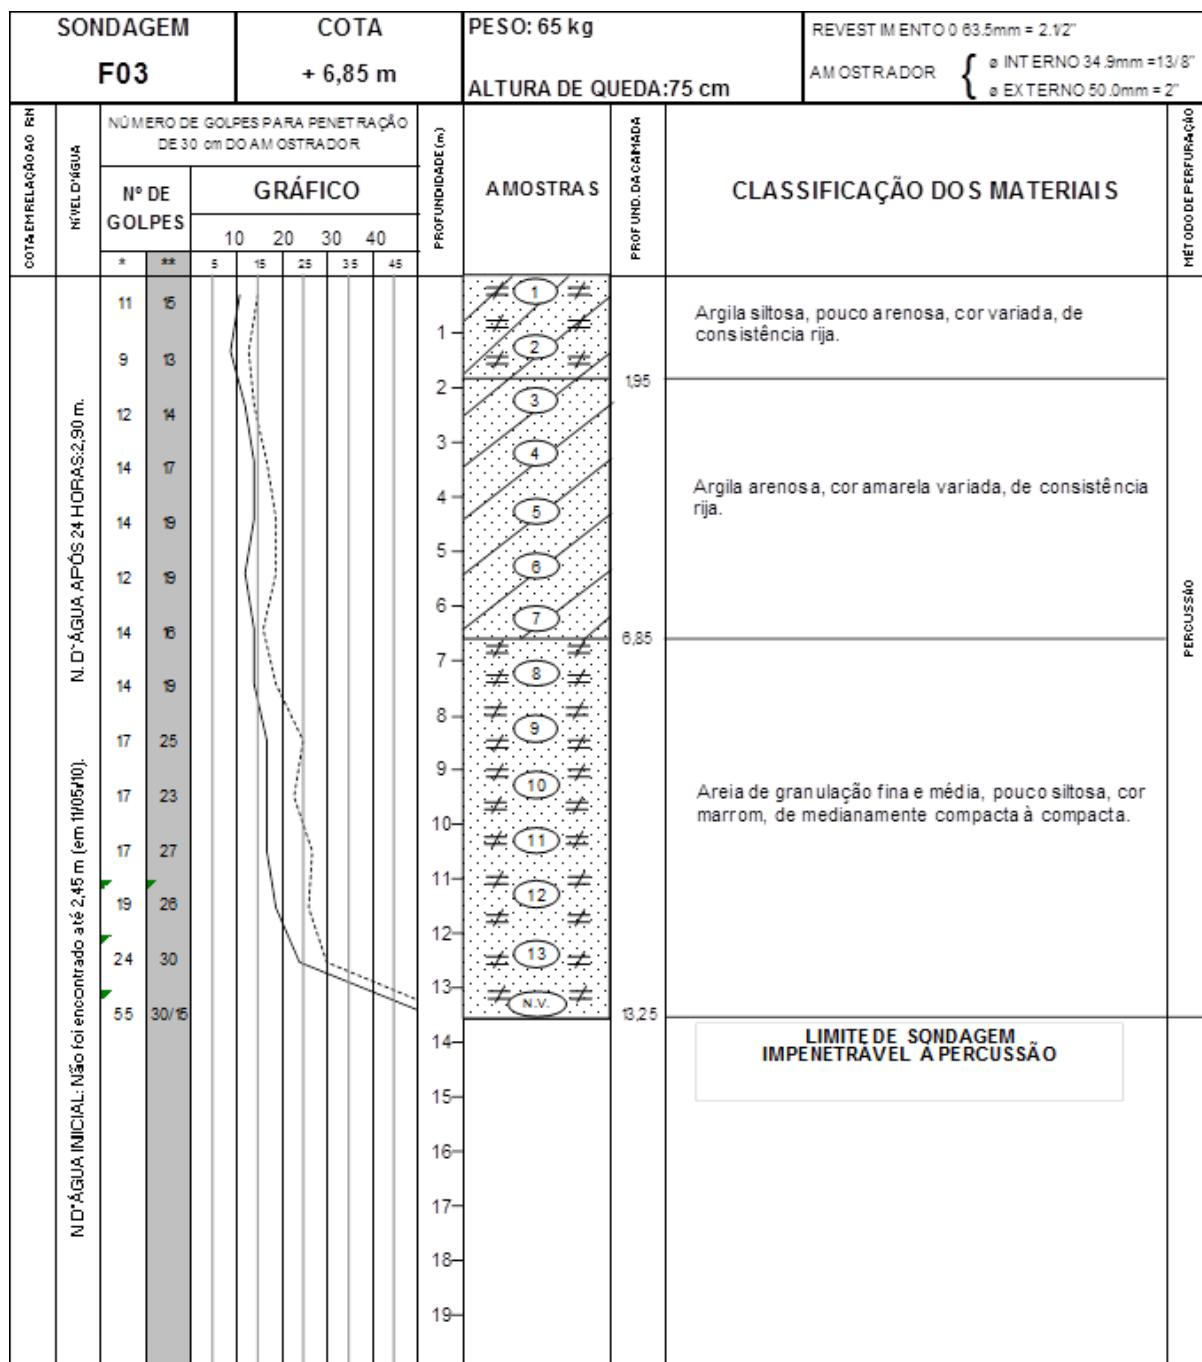 SONDAGEM
F03
COTA
+ 6,85 m
PESO: 65 kg
ALTURA DE QUEDA:75 cm
REVESTIMENTO 0 63.5mm = 2.1/2"
AMOSTRADOR {
ø INTERNO 34.9mm =13/8"
ø EXTERNO 50.0mm = 2"
COTA EM RELAÇÃO AO RN
NÍVEL D'ÁGUA
NÚMERO DE GOLPES PARA PENETRAÇÃO
DE 30 cm DO AMOSTRADOR
Nº DE
GOLPES
GRÁFICO
10 20 30 40
* ** 5 15 25 35 45
PROFUNDIDADE (m)
AMOSTRAS
PROFUND. DA CAMADA
CLASSIFICAÇÃO DOS MATERIAIS
MÉTODO DE PERFURAÇÃO
11 15
9 13
12 14
14 17
14 19
12 19
14 16
14 19
17 25
17 23
17 27
19 26
24 30
55 30/15
N. D'ÁGUA APÓS 24 HORAS:2,90 m.
N D'ÁGUA INICIAL: Não foi encontrado até 2,45 m (em 11/05/10).
1
2
3
4
5
6
7
8
9
10
11
12
13
14
15
16
17
18
19
1
2
3
4
5
6
7
8
9
10
11
12
13
N.V.
1,95
6,85
13,25
Argila siltosa, pouco arenosa, cor variada, de
consistência rija.
Argila arenosa, cor amarela variada, de consistência
rija.
Areia de granulação fina e média, pouco siltosa, cor
marrom, de medianamente compacta à compacta.
LIMITE DE SONDAGEM
IMPENETRÁVEL À PERCUSSÃO
PERCUSSÃO